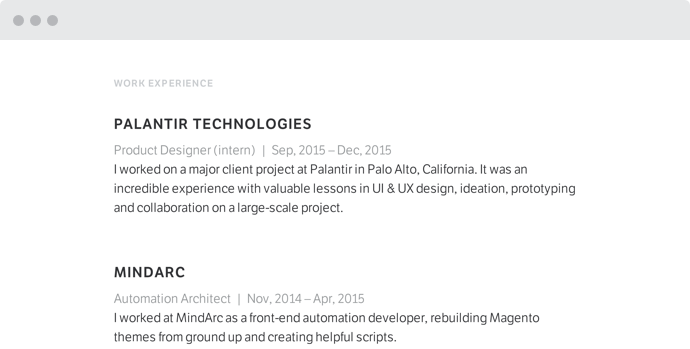 WORK EXPERIENCE
PALANTIR TECHNOLOGIES
Product Designer (intern) | Sep, 2015 – Dec, 2015
I worked on a major client project at Palantir in Palo Alto, California. It was an
incredible experience with valuable lessons in UI & UX design, ideation, prototyping
and collaboration on a large-scale project.
MINDARC
Automation Architect | Nov, 2014 – Apr, 2015
I worked at MindArc as a front-end automation developer, rebuilding Magento
themes from ground up and creating helpful scripts.